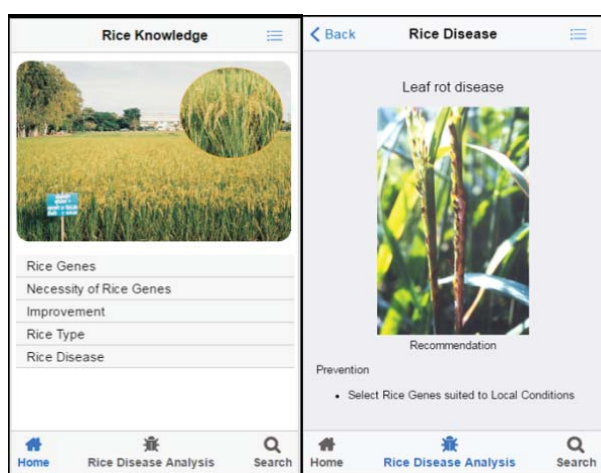 Rice Knowledge
Rice Genes
Necessity of Rice Genes
Improvement
Rice Type
Rice Disease
Home
Rice Disease Analysis
Search
Back
Rice Disease
Leaf rot disease
Recommendation
Prevention
• Select Rice Genes suited to Local Conditions
Home
Rice Disease Analysis
Search